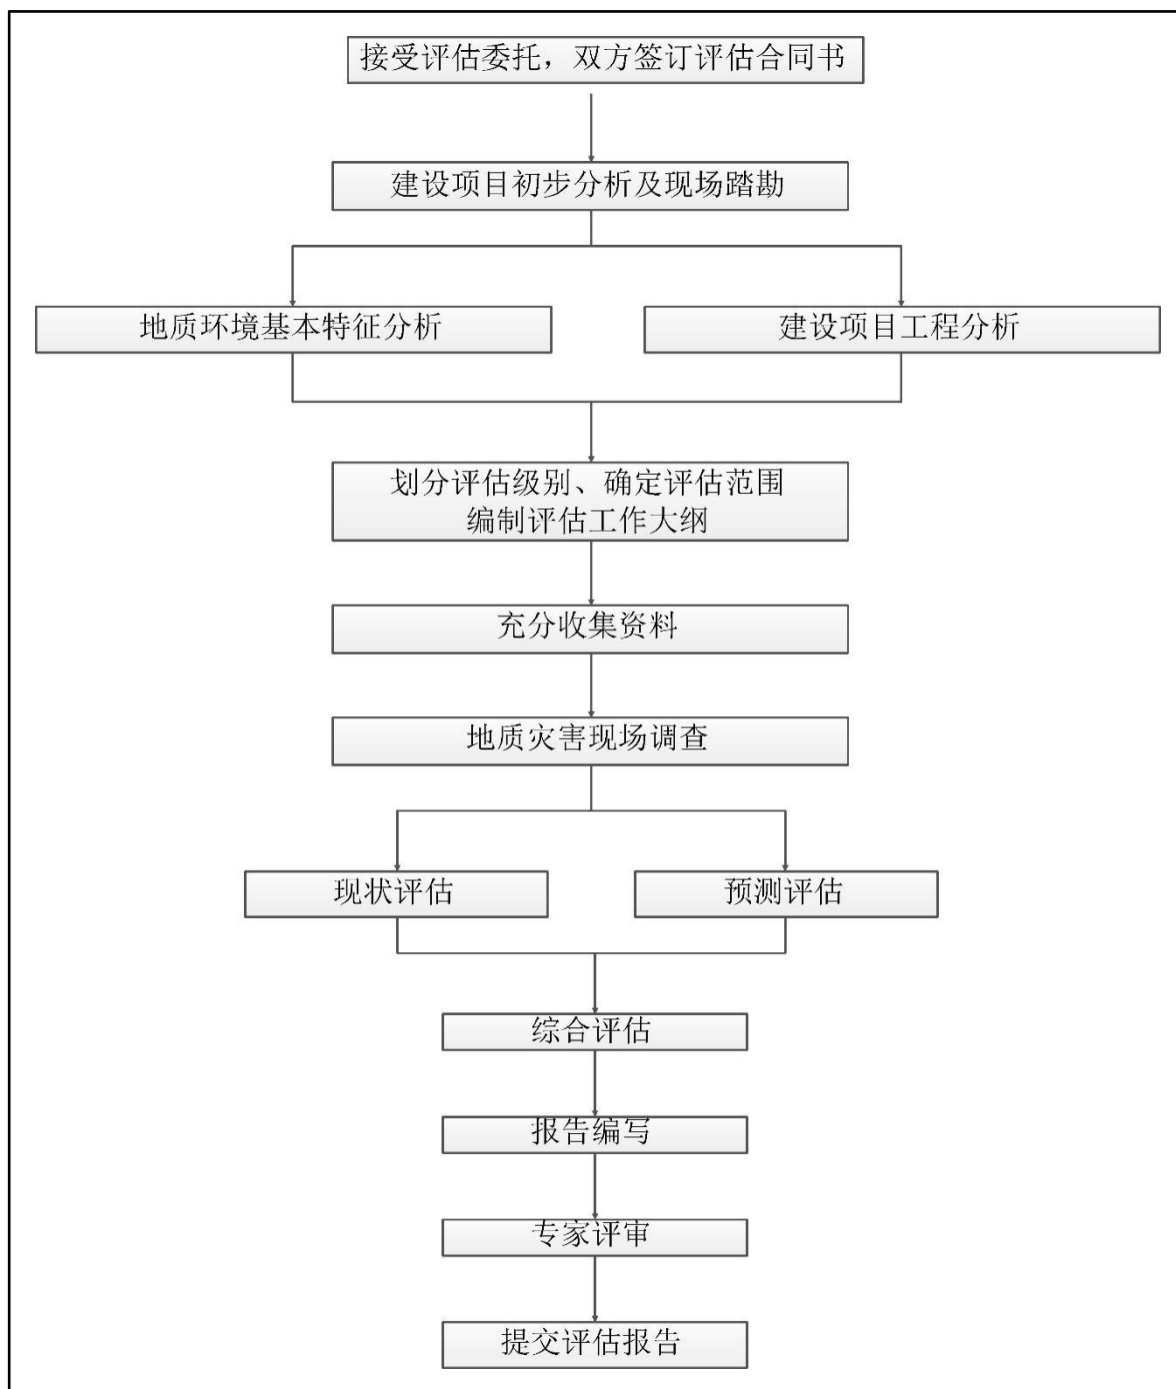 接受评估委托，双方签订评估合同书
建设项目初步分析及现场踏勘
地质环境基本特征分析
建设项目工程分析
划分评估级别、确定评估范围
编制评估工作大纲
充分收集资料
地质灾害现场调查
现状评估
预测评估
综合评估
报告编写
专家评审
提交评估报告